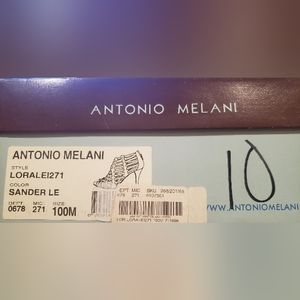 ANTONIO MELANI
ANTONIO MELANI
STYLE
LORALEI271
COLOR
SANDER LE
DEPT. MIC SIZE
0678 271 100M
10
WWW.ANTONIOMELANI